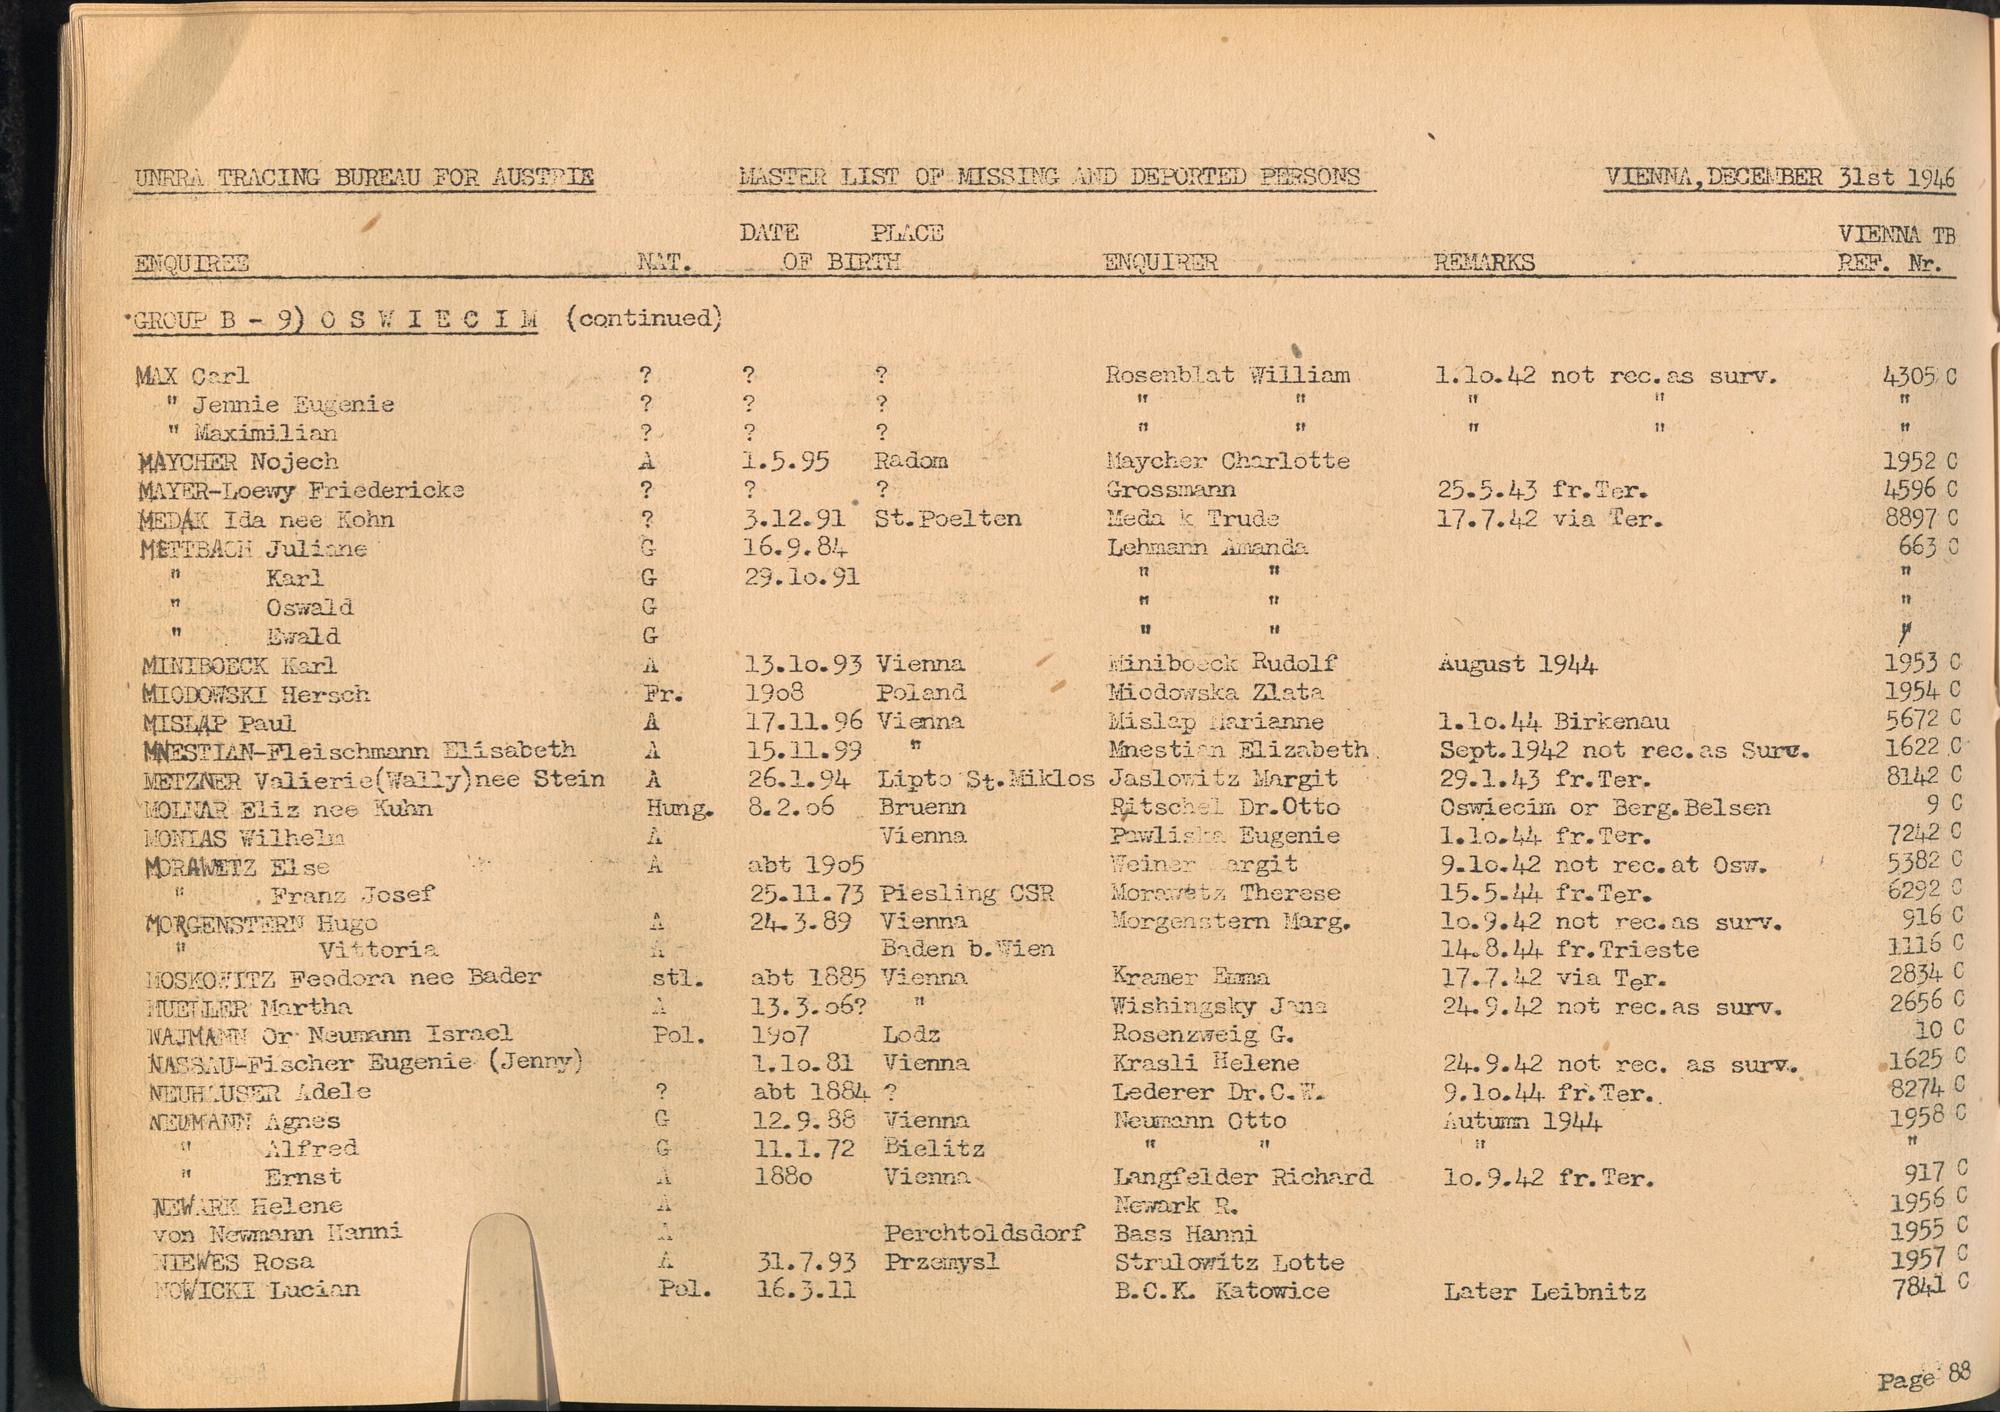 UNRRA TRACING BUREAU FOR AUSTRIE MASTER LIST OF MISSING AND DEPORTED PERSONS VIENNA, DECEMBER 31st 1946
DATE PLACE VIENNA TB
ENQUIREE NAT. OF BIRTH ENQUIRER REMARKS REF. Nr.
GROUP B - 9) O S W I E C I M (continued)
MAX Carl ? ? ? Rosenblat William 1.1o.42 not rec.as surv. 4305 C
" Jennie Eugenie ? ? ? " " " " "
" Maximilian ? ? ? " " " " "
MAYCHER Nojech A 1.5.95 Radom Maycher Charlotte 1952 C
MAYER-Loewy Friedericke ? ? ? Grossmann 25.5.43 fr.Ter. 4596 C
MEDAK Ida nee Kohn ? 3.12.91 St.Poelten Meda k Trude 17.7.42 via Ter. 8897 C
METTBACH Juliane G 16.9.84 Lehmann Amanda 663 C
" Karl G 29.1o.91 " " "
" Oswald G " " "
" Ewald G " " "
MINIBOECK Karl A 13.1o.93 Vienna Miniboeck Rudolf August 1944 1953 C
MIODOWSKI Hersch Fr. 19o8 Poland Miodowska Zlata 1954 C
MISLAP Paul A 17.11.96 Vienna Mislap Marianne 1.1o.44 Birkenau 5672 C
MNESTIAN-Fleischmann Elisabeth A 15.11.99 " Mnestian Elizabeth Sept.1942 not rec.as Surv. 1622 C
METZNER Valierie(Wally)nee Stein A 26.1.94 Lipto St.Miklos Jaslowitz Margit 29.1.43 fr.Ter. 8142 C
MOLNAR Eliz nee Kuhn Hung. 8.2.o6 Bruenn Ritschel Dr.Otto Oswiecim or Berg.Belsen 9 C
MONIAS Wilhelm A Vienna Pawliska Eugenie 1.1o.44 fr.Ter. 7242 C
MORAWETZ Else A abt 19o5 Weiner argit 9.1o.42 not rec.at Osw. 5382 C
" Franz Josef 25.11.73 Piesling CSR Morawetz Therese 15.5.44 fr.Ter. 6292 C
MORGENSTERN Hugo A 24.3.89 Vienna Morgenstern Marg. 1o.9.42 not rec.as surv. 916 C
" Vittoria A Baden b.Wien 14.8.44 fr.Trieste 1116 C
MOSKOWITZ Feodora nee Bader stl. abt 1885 Vienna Kramer Emma 17.7.42 via Ter. 2834 C
MUELLER Martha A 13.3.o6? " Wishingsky Jana 24.9.42 not rec.as surv. 2656 C
NAJMANN Or Neumann Israel Pol. 19o7 Lodz Rosenzweig G. 10 C
NASSAU-Fischer Eugenie (Jenny) 1.1o.81 Vienna Krasli Helene 24.9.42 not rec. as surv. 1625 C
NEUHAUSER Adele ? abt 1884 ? Lederer Dr.C.W. 9.1o.44 fr.Ter. 8274 C
NEUMANN Agnes G 12.9.88 Vienna Neumann Otto Autumn 1944 1958 C
" Alfred G 11.1.72 Bielitz " " " "
" Ernst A 188o Vienna Langfelder Richard 1o.9.42 fr.Ter. 917 C
NEWARK Helene A Newark R. 1956 C
von Newmann Hanni A Perchtoldsdorf Bass Hanni 1955 C
NIEWES Rosa A 31.7.93 Przemysl Strulowitz Lotte 1957 C
NOWICKI Lucian Pol. 16.3.11 B.C.K. Katowice Later Leibnitz 7841 C
Page 88